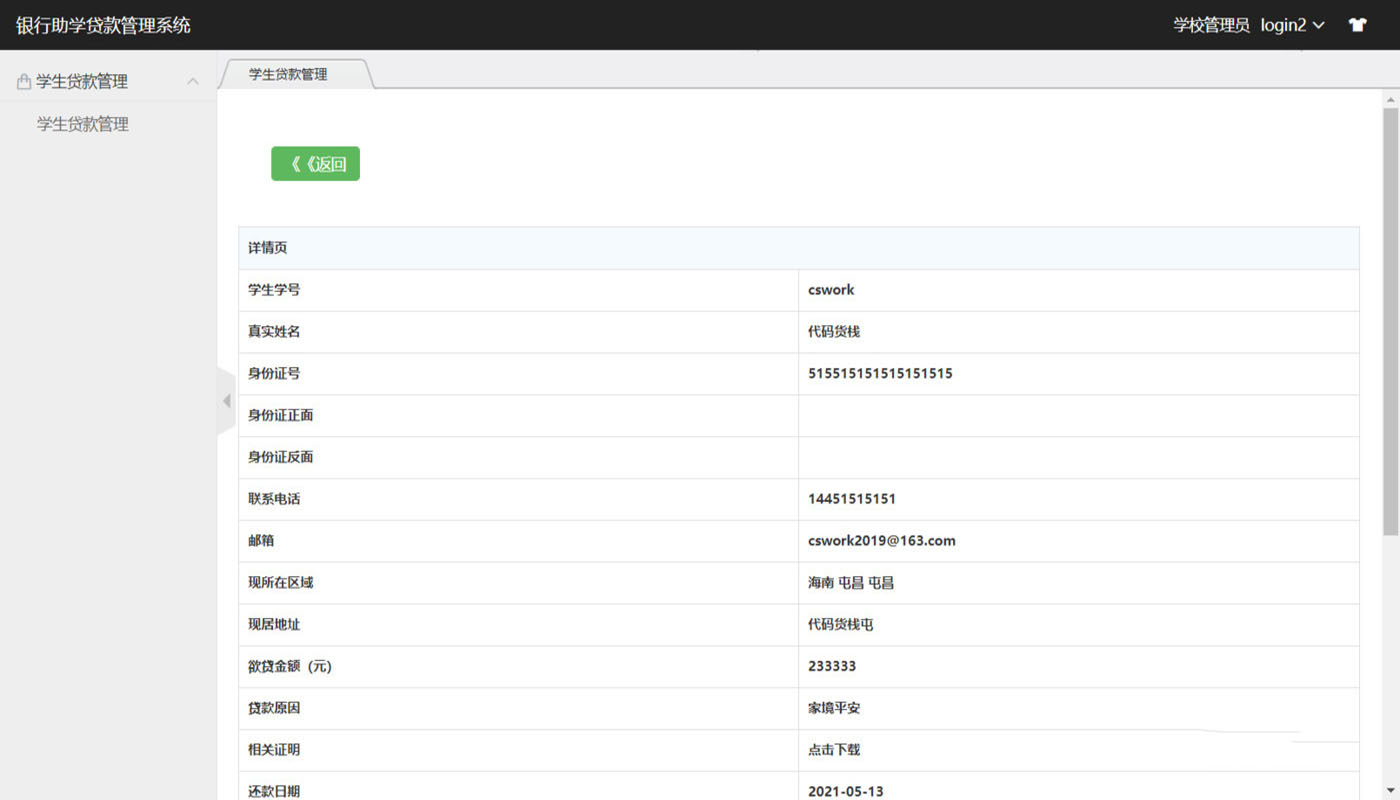 银行助学贷款管理系统
学校管理员 login2
学生贷款管理
学生贷款管理
学生贷款管理
《《返回
详情页
学生学号 cswork
真实姓名 代码货栈
身份证号 515515151515151515
身份证正面
身份证反面
联系电话 14451515151
邮箱 cswork2019@163.com
现所在区域 海南 屯昌 屯昌
现居地址 代码货栈屯
欲贷金额（元） 233333
贷款原因 家境平安
相关证明 点击下载
还款日期 2021-05-13